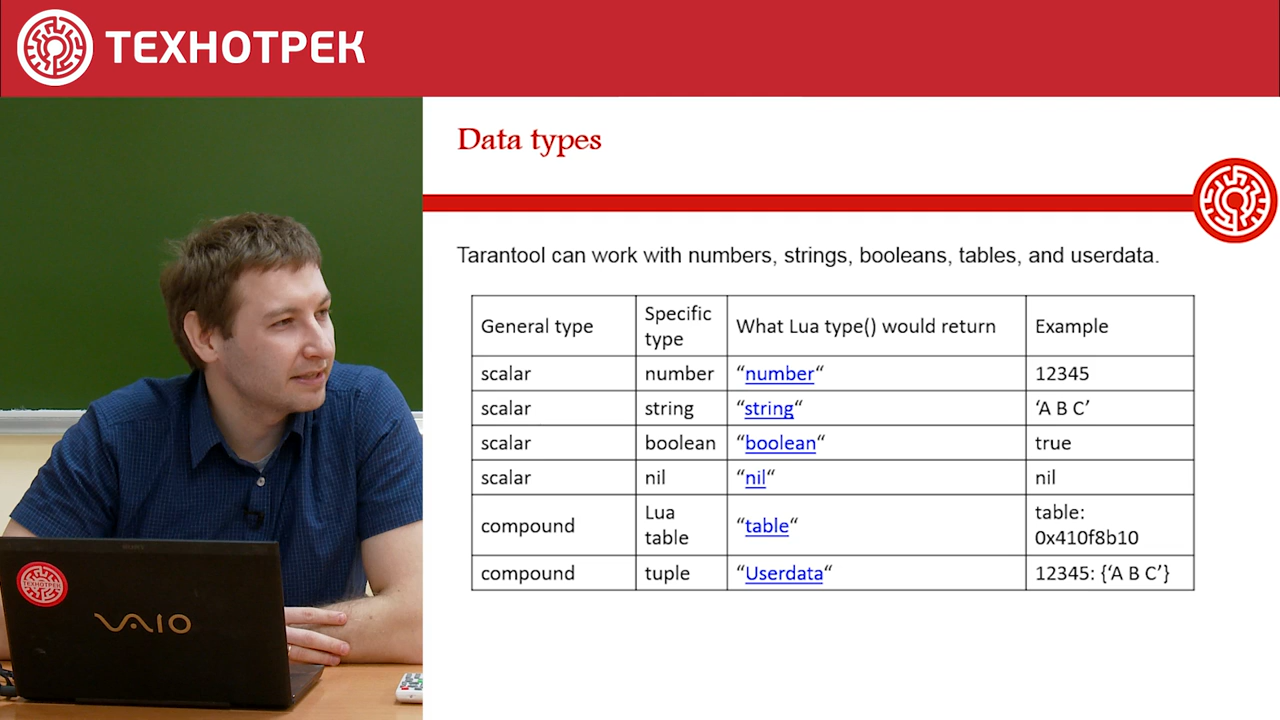 ТЕХНОТРЕК
Data types
Tarantool can work with numbers, strings, booleans, tables, and userdata.
General type Specific type What Lua type() would return Example
scalar number “number“ 12345
scalar string “string“ ‘A B C’
scalar boolean “boolean“ true
scalar nil “nil“ nil
compound Lua table “table“ table: 0x410f8b10
compound tuple “Userdata“ 12345: {‘A B C’}
SONY
ТЕХНОТРЕК
VAIO